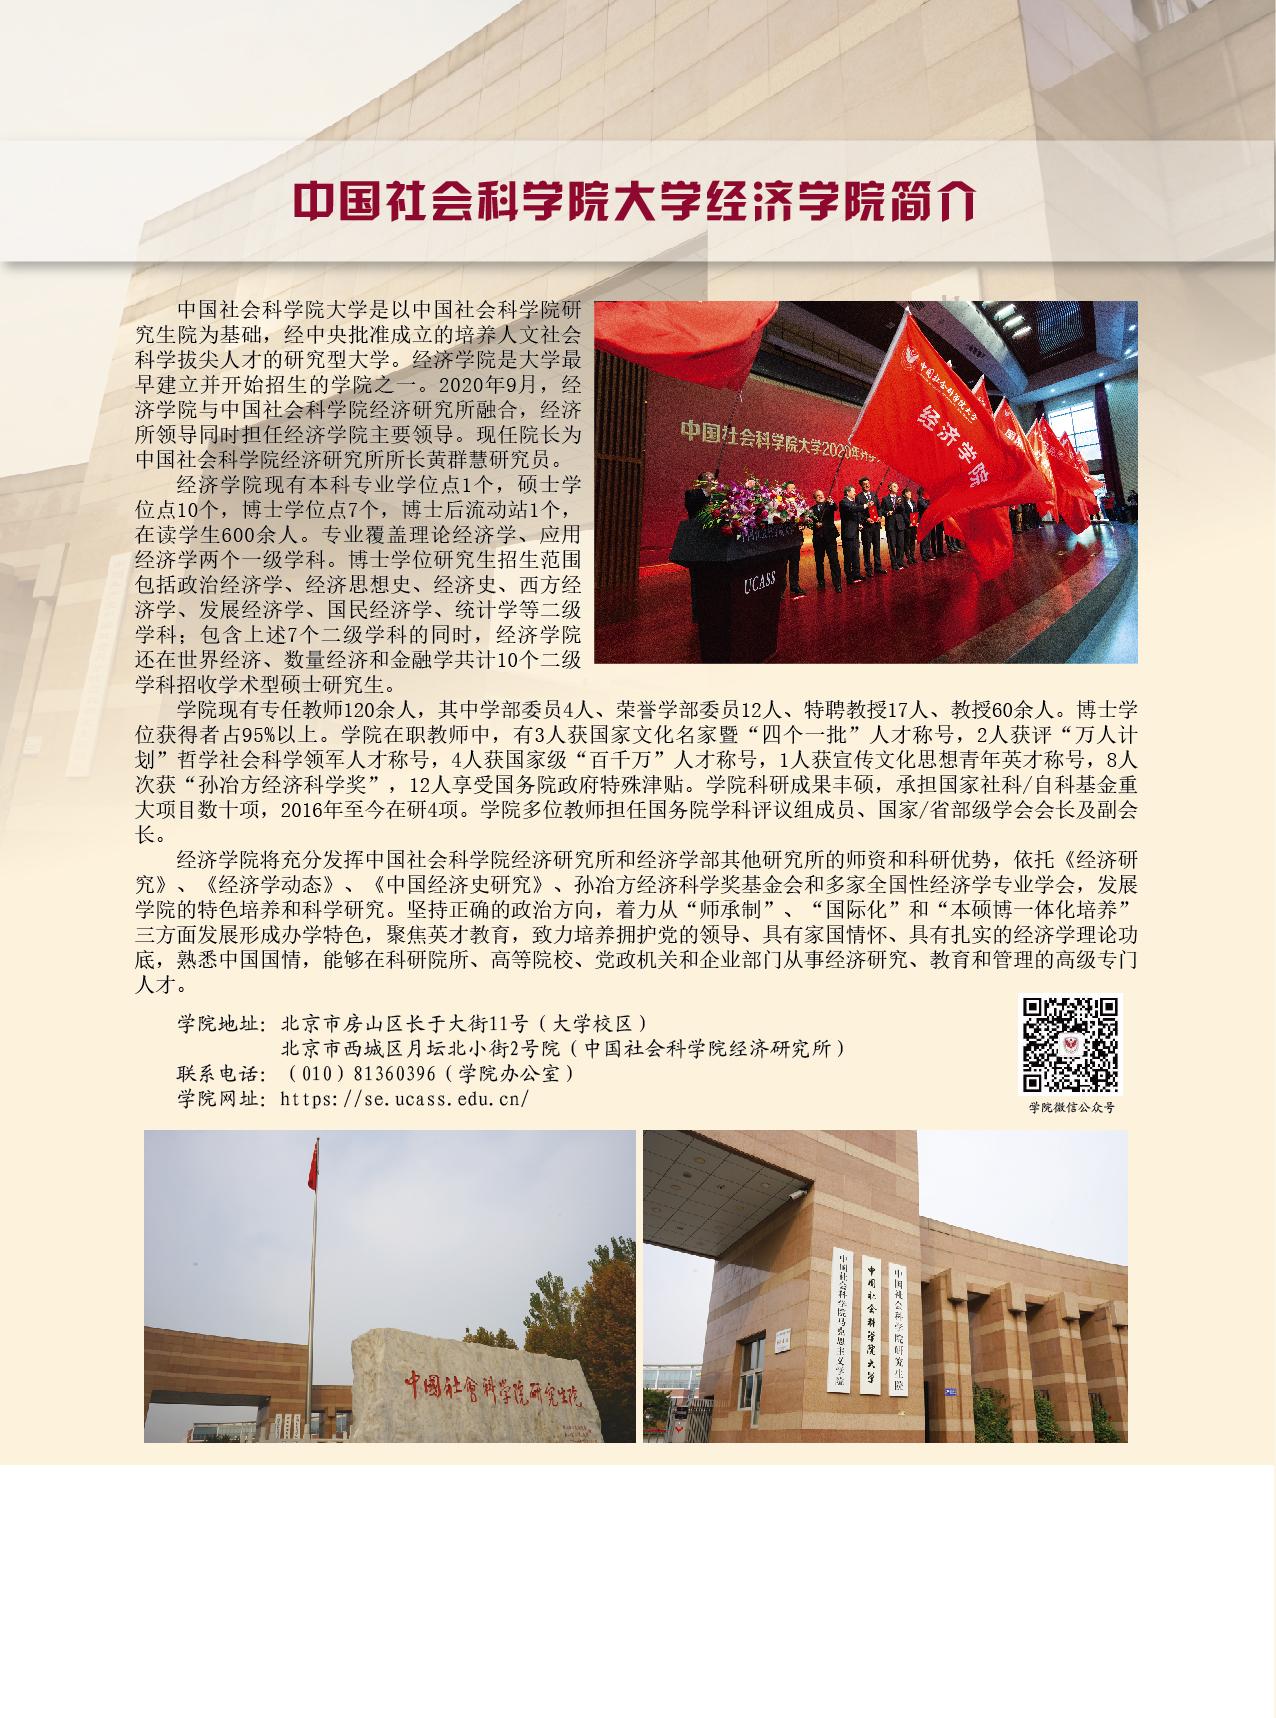 中国社会科学院大学经济学院简介
中国社会科学院大学是以中国社会科学院研
究生院为基础，经中央批准成立的培养人文社会
科学拔尖人才的研究型大学。经济学院是大学最
早建立并开始招生的学院之一。2020年9月，经
济学院与中国社会科学院经济研究所融合，经济
所领导同时担任经济学院主要领导。现任院长为
中国社会科学院经济研究所所长黄群慧研究员。
经济学院现有本科专业学位点1个，硕士学
位点10个，博士学位点7个，博士后流动站1个，
在读学生600余人。专业覆盖理论经济学、应用
经济学两个一级学科。博士学位研究生招生范围
包括政治经济学、经济思想史、经济史、西方经
济学、发展经济学、国民经济学、统计学等二级
学科；包含上述7个二级学科的同时，经济学院
还在世界经济、数量经济和金融学共计10个二级
学科招收学术型硕士研究生。
中国社会科学院大学2020年
中国社会科学院大学
经济学院
UCASS
学院现有专任教师120余人，其中学部委员4人、荣誉学部委员12人、特聘教授17人、教授60余人。博士学
位获得者占95%以上。学院在职教师中，有3人获国家文化名家暨“四个一批”人才称号，2人获评“万人计
划”哲学社会科学领军人才称号，4人获国家级“百千万”人才称号，1人获宣传文化思想青年英才称号，8人
次获“孙冶方经济科学奖”，12人享受国务院政府特殊津贴。学院科研成果丰硕，承担国家社科/自科基金重
大项目数十项，2016年至今在研4项。学院多位教师担任国务院学科评议组成员、国家/省部级学会会长及副会
长。
经济学院将充分发挥中国社会科学院经济研究所和经济学部其他研究所的师资和科研优势，依托《经济研
究》、《经济学动态》、《中国经济史研究》、孙冶方经济科学奖基金会和多家全国性经济学专业学会，发展
学院的特色培养和科学研究。坚持正确的政治方向，着力从“师承制”、“国际化”和“本硕博一体化培养”
三方面发展形成办学特色，聚焦英才教育，致力培养拥护党的领导、具有家国情怀、具有扎实的经济学理论功
底，熟悉中国国情，能够在科研院所、高等院校、党政机关和企业部门从事经济研究、教育和管理的高级专门
人才。
学院地址：北京市房山区长于大街11号（大学校区）
北京市西城区月坛北小街2号院（中国社会科学院经济研究所）
联系电话：（010）81360396（学院办公室）
学院网址：https://se.ucass.edu.cn/
学院微信公众号
中國社會科学院研究生院
中国社会科学院马克思主义学院
中国社会科学院大学
中国社会科学院研究生院